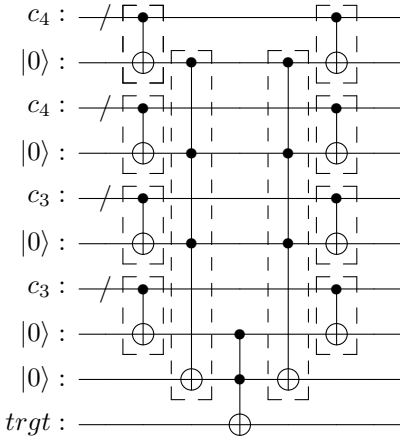 c₄ :
|0⟩ :
c₄ :
|0⟩ :
c₃ :
|0⟩ :
c₃ :
|0⟩ :
|0⟩ :
trgt :